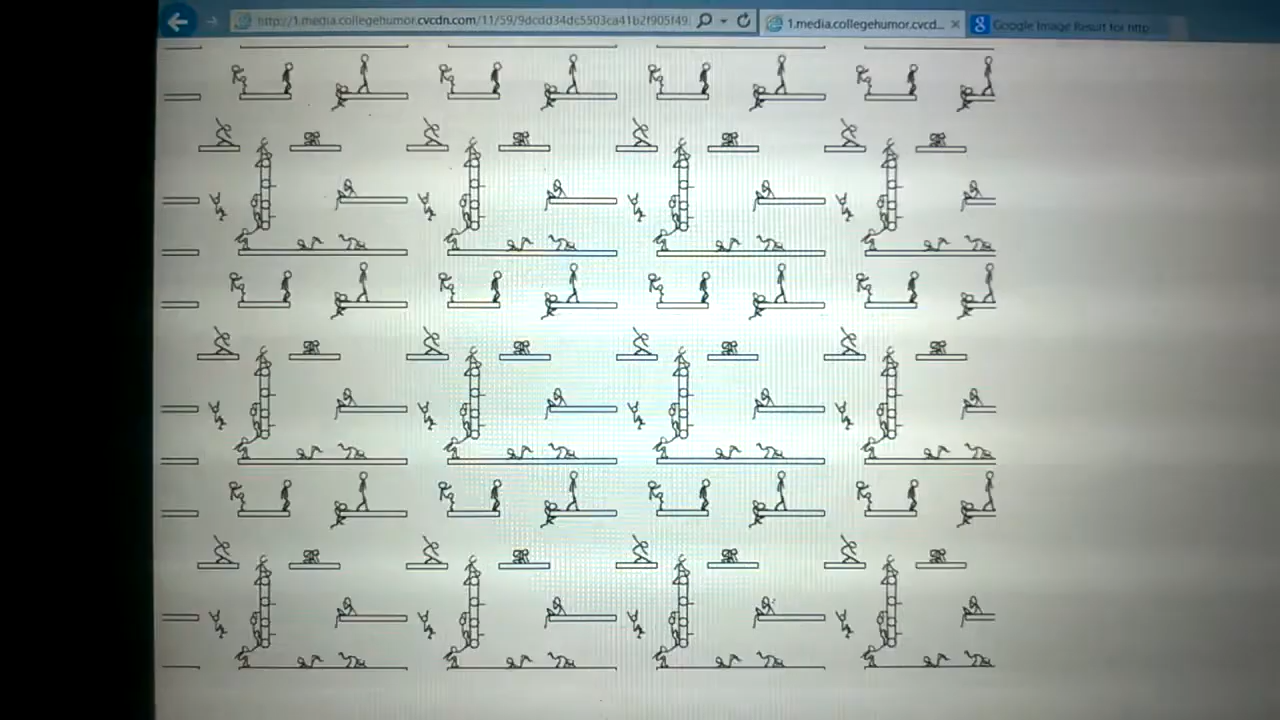 http://1.media.collegehumor.cvcdn.com/11/59/9dcdd34dc5503ca41b2f905f49.
1.media.collegehumor.cvcd...
Google Image Result for http